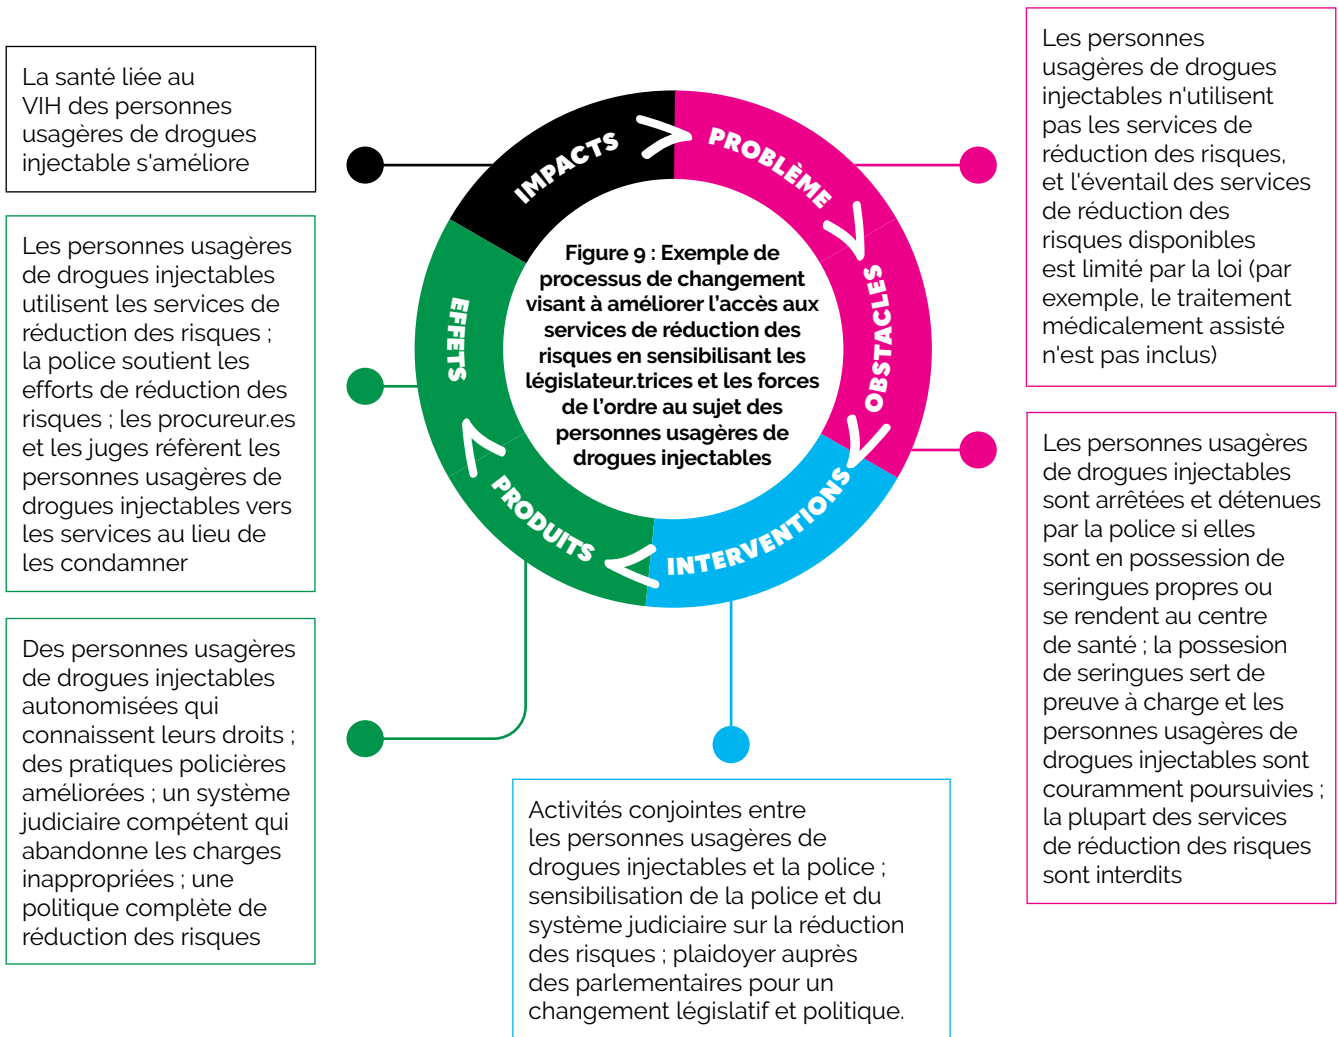 La santé liée au
VIH des personnes
usagères de drogues
injectable s'améliore
Les personnes usagères
de drogues injectables
utilisent les services de
réduction des risques ;
la police soutient les
efforts de réduction des
risques ; les procureur.es
et les juges réfèrent les
personnes usagères de
drogues injectables vers
les services au lieu de
les condamner
Des personnes usagères
de drogues injectables
autonomisées qui
connaissent leurs droits ;
des pratiques policières
améliorées ; un système
judiciaire compétent qui
abandonne les charges
inappropriées ; une
politique complète de
réduction des risques
IMPACTS
PROBLÈME
OBSTACLES
INTERVENTIONS
PRODUITS
EFFETS
Figure 9 : Exemple de
processus de changement
visant à améliorer l'accès aux
services de réduction des
risques en sensibilisant les
législateur.trices et les forces
de l'ordre au sujet des
personnes usagères de
drogues injectables
Les personnes
usagères de drogues
injectables n'utilisent
pas les services de
réduction des risques,
et l'éventail des services
de réduction des
risques disponibles
est limité par la loi (par
exemple, le traitement
médicalement assisté
n'est pas inclus)
Les personnes usagères
de drogues injectables
sont arrêtées et détenues
par la police si elles
sont en possession de
seringues propres ou
se rendent au centre
de santé ; la possesion
de seringues sert de
preuve à charge et les
personnes usagères de
drogues injectables sont
couramment poursuivies ;
la plupart des services
de réduction des risques
sont interdits
Activités conjointes entre
les personnes usagères de
drogues injectables et la police ;
sensibilisation de la police et du
système judiciaire sur la réduction
des risques ; plaidoyer auprès
des parlementaires pour un
changement législatif et politique.